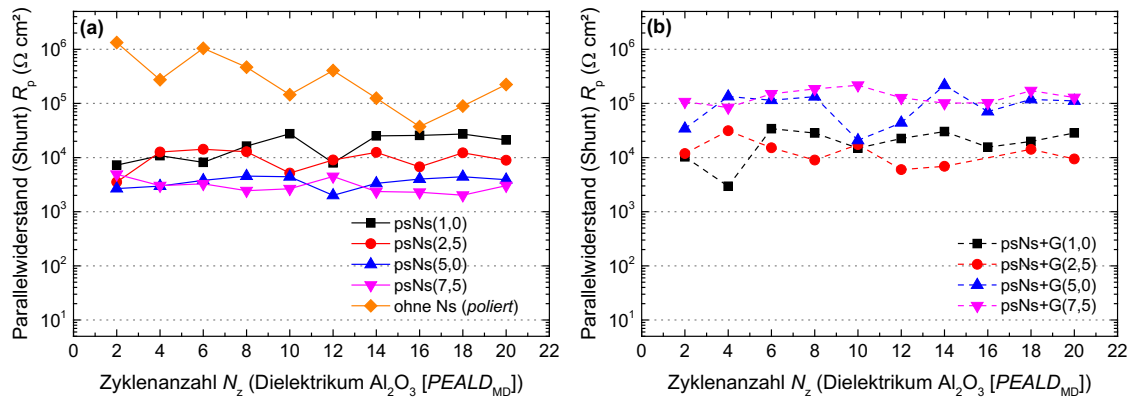 (a)
Parallelwiderstand (Shunt) Rₚ (Ω cm²)
10⁶
10⁵
10⁴
10³
10²
10¹
psNs(1,0)
psNs(2,5)
psNs(5,0)
psNs(7,5)
ohne Ns (poliert)
0 2 4 6 8 10 12 14 16 18 20 22
Zyklenanzahl N_z (Dielektrikum Al₂O₃ [PEALD_MD])
(b)
Parallelwiderstand (Shunt) Rₚ (Ω cm²)
10⁶
10⁵
10⁴
10³
10²
10¹
psNs+G(1,0)
psNs+G(2,5)
psNs+G(5,0)
psNs+G(7,5)
0 2 4 6 8 10 12 14 16 18 20 22
Zyklenanzahl N_z (Dielektrikum Al₂O₃ [PEALD_MD])